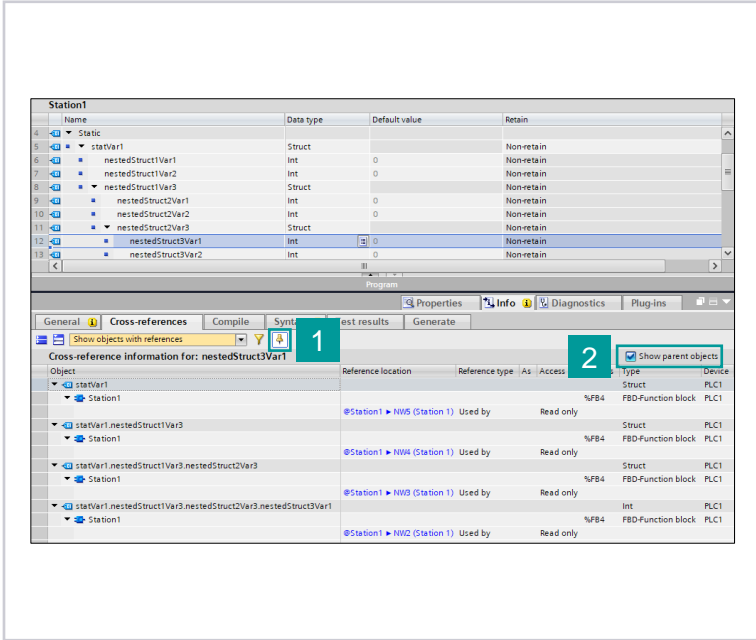 Station1
Name Data type Default value Retain
4 Static
5 statVar1 Struct Non-retain
6 nestedStruct1Var1 Int 0 Non-retain
7 nestedStruct1Var2 Int 0 Non-retain
8 nestedStruct1Var3 Struct Non-retain
9 nestedStruct2Var1 Int 0 Non-retain
10 nestedStruct2Var2 Int 0 Non-retain
11 nestedStruct2Var3 Struct Non-retain
12 nestedStruct3Var1 Int 0 Non-retain
13 nestedStruct3Var2 Int 0 Non-retain
Program
Properties Info Diagnostics Plug-ins
General Cross-references Compile Synta est results Generate
Show objects with references 1
Cross-reference information for: nestedStruct3Var1 2 Show parent objects
Object Reference location Reference type As Access s Type Device
statVar1 Struct PLC1
Station1 %FB4 FBD-Function block PLC1
@Station1 ► NW5 (Station 1) Used by Read only
statVar1.nestedStruct1Var3 Struct PLC1
Station1 %FB4 FBD-Function block PLC1
@Station1 ► NW4 (Station 1) Used by Read only
statVar1.nestedStruct1Var3.nestedStruct2Var3 Struct PLC1
Station1 %FB4 FBD-Function block PLC1
@Station1 ► NW3 (Station 1) Used by Read only
statVar1.nestedStruct1Var3.nestedStruct2Var3.nestedStruct3Var1 Int PLC1
Station1 %FB4 FBD-Function block PLC1
@Station1 ► NW2 (Station 1) Used by Read only